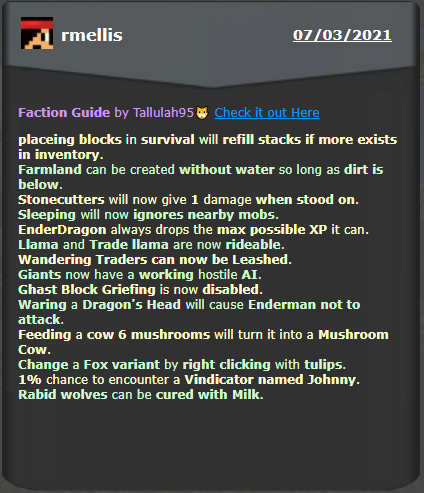 rmellis
07/03/2021
Faction Guide by Tallulah95🐱 Check it out Here
placeing blocks in survival will refill stacks if more exists
in inventory.
Farmland can be created without water so long as dirt is
below.
Stonecutters will now give 1 damage when stood on.
Sleeping will now ignores nearby mobs.
EnderDragon always drops the max possible XP it can.
Llama and Trade llama are now rideable.
Wandering Traders can now be Leashed.
Giants now have a working hostile AI.
Ghast Block Griefing is now disabled.
Waring a Dragon's Head will cause Enderman not to
attack.
Feeding a cow 6 mushrooms will turn it into a Mushroom
Cow.
Change a Fox variant by right clicking with tulips.
1% chance to encounter a Vindicator named Johnny.
Rabid wolves can be cured with Milk.